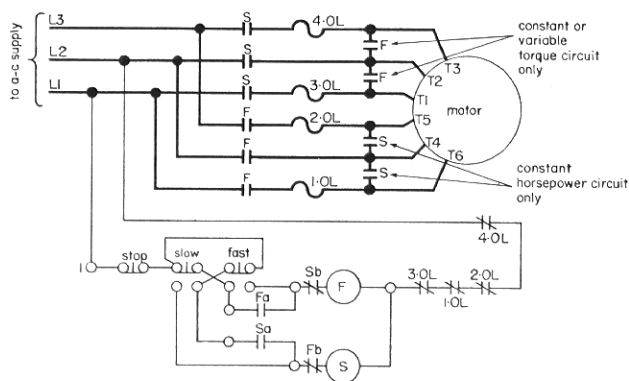 to a-c supply
L3
S
4.OL
F
constant or
variable
torque circuit
only
L2
S
F
T3
T2
L1
S
3.OL
T1
motor
F
2.OL
T5
S
T4
F
T6
S
constant
horsepower circuit
only
F
1.OL
4.OL
1
stop
slow
fast
Sb
F
3.OL
1.OL
2.OL
Fa
Sa
Fb
S